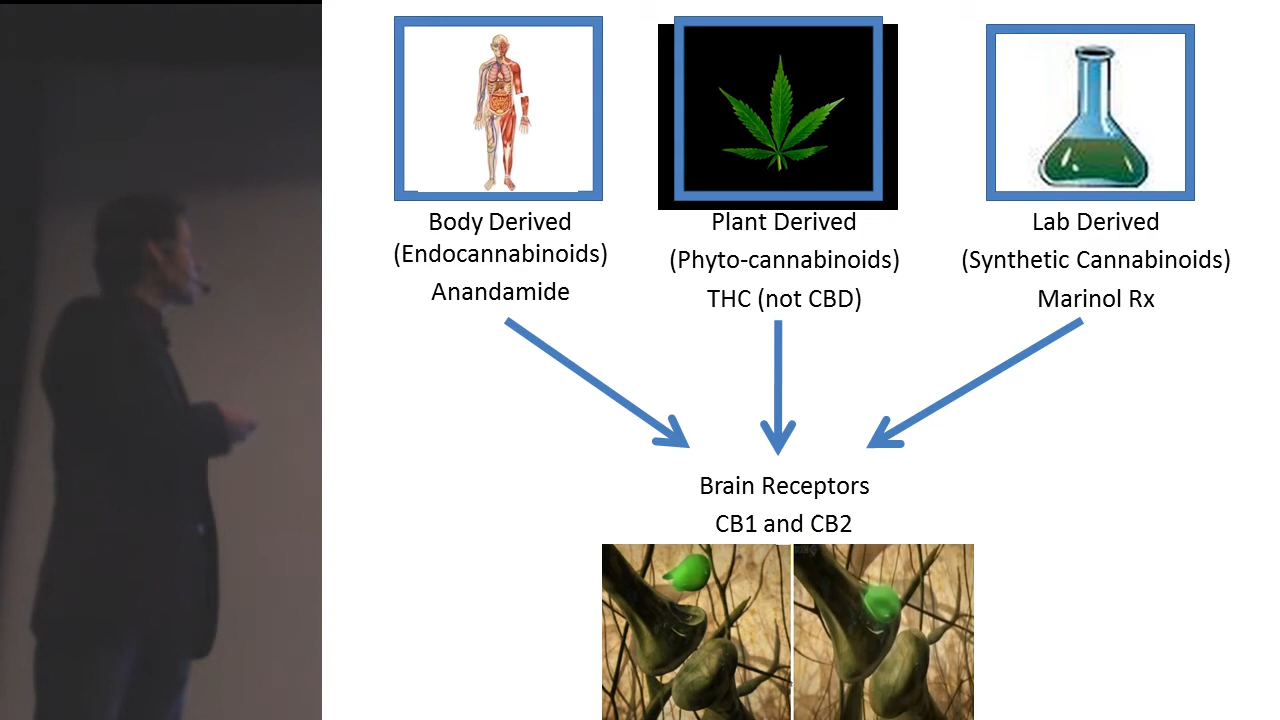 Body Derived
(Endocannabinoids)
Anandamide
Plant Derived
(Phyto-cannabinoids)
THC (not CBD)
Lab Derived
(Synthetic Cannabinoids)
Marinol Rx
Brain Receptors
CB1 and CB2